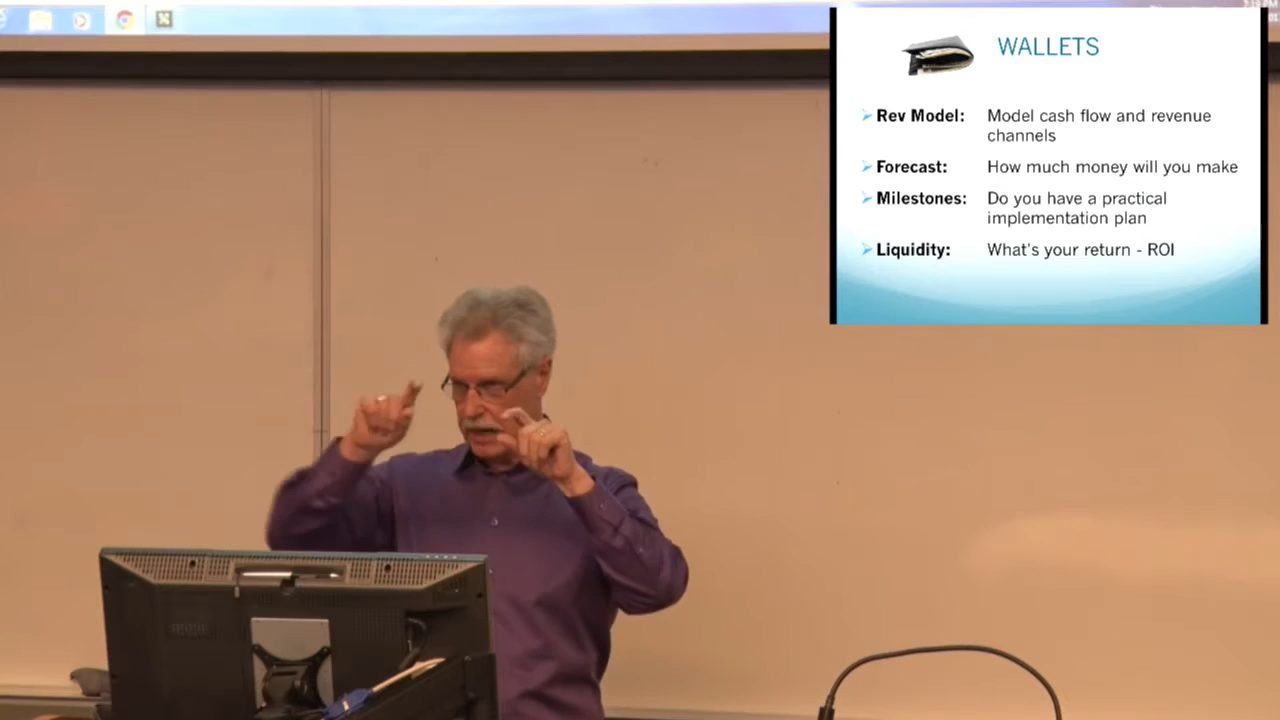 WALLETS
Rev Model: Model cash flow and revenue
channels
Forecast: How much money will you make
Milestones: Do you have a practical
implementation plan
Liquidity: What's your return - ROI